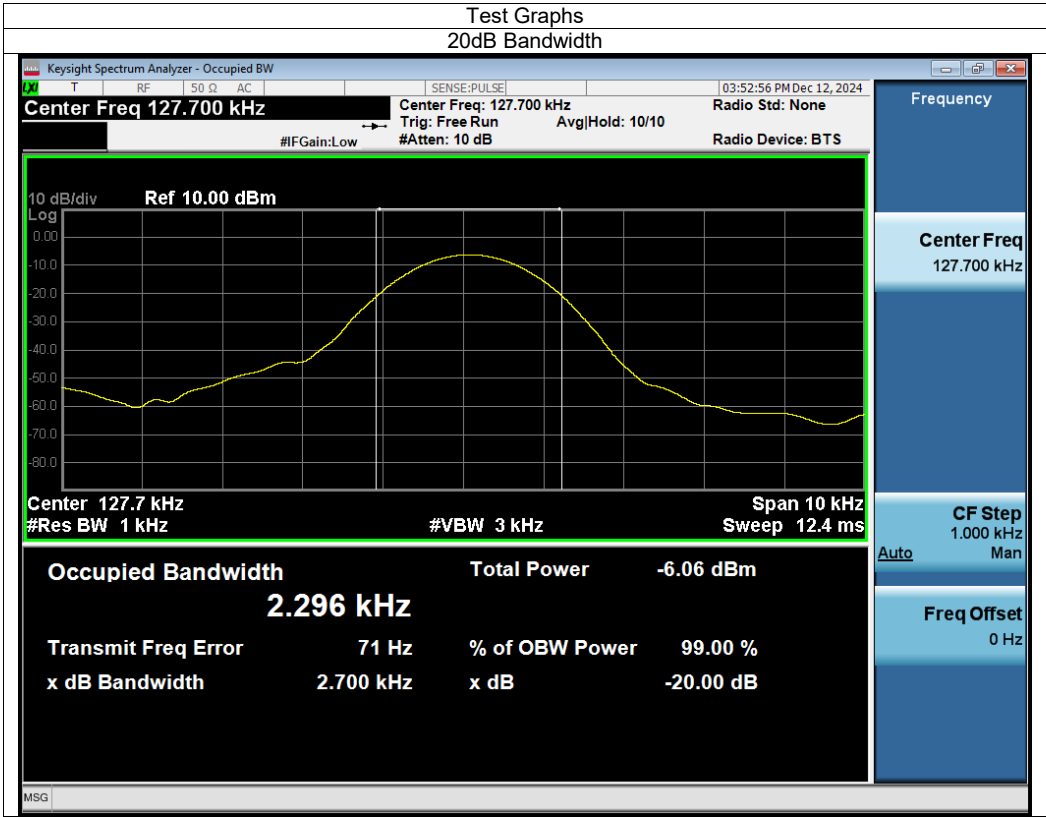 Test Graphs
20dB Bandwidth
Keysight Spectrum Analyzer - Occupied BW
LXI T RF 50 Ω AC SENSE:PULSE 03:52:56 PM Dec 12, 2024
Center Freq 127.700 kHz
Center Freq: 127.700 kHz Radio Std: None
Trig: Free Run Avg|Hold: 10/10
#IFGain:Low #Atten: 10 dB Radio Device: BTS
10 dB/div Ref 10.00 dBm
Log
0.00
-10.0
-20.0
-30.0
-40.0
-50.0
-60.0
-70.0
-80.0
Center 127.7 kHz Span 10 kHz
#Res BW 1 kHz #VBW 3 kHz Sweep 12.4 ms
Occupied Bandwidth Total Power -6.06 dBm
2.296 kHz
Transmit Freq Error 71 Hz % of OBW Power 99.00 %
x dB Bandwidth 2.700 kHz x dB -20.00 dB
MSG
Frequency
Center Freq
127.700 kHz
CF Step
1.000 kHz
Auto Man
Freq Offset
0 Hz